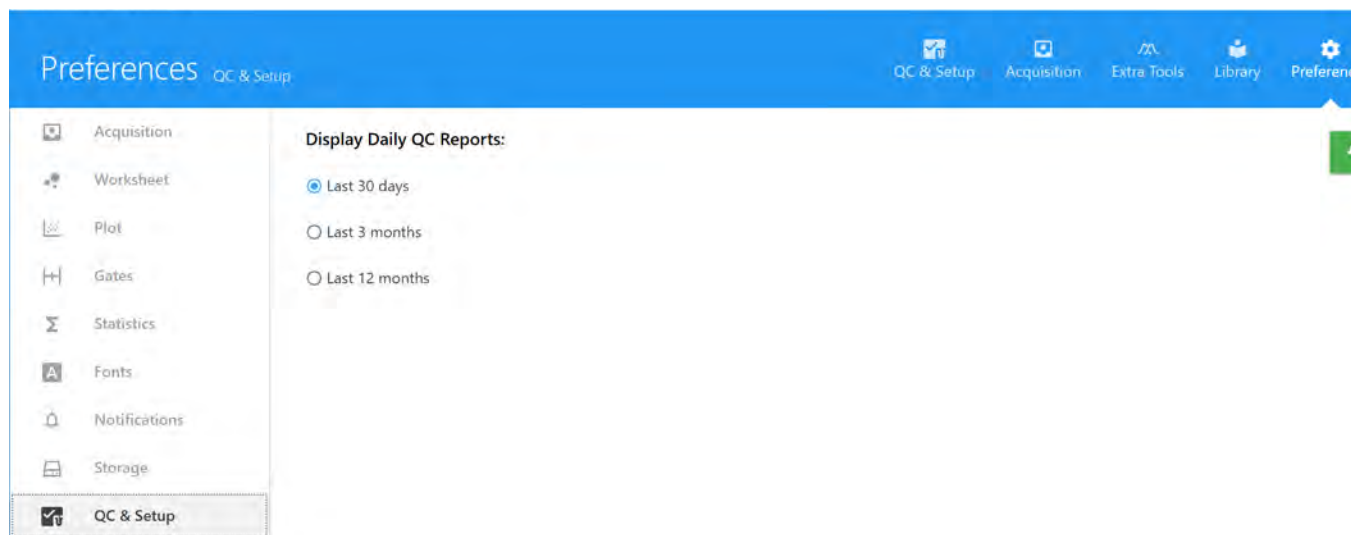 Preferences QC & Setup
QC & Setup
Acquisition
Extra Tools
Library
Preferenc
Acquisition
Worksheet
Plot
Gates
Statistics
Fonts
Notifications
Storage
QC & Setup
Display Daily QC Reports:
Last 30 days
Last 3 months
Last 12 months